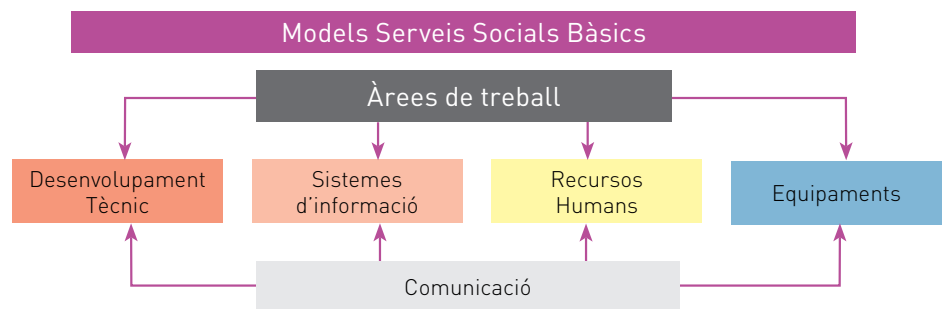 Models Serveis Socials Bàsics
Àrees de treball
Desenvolupament
Tècnic
Sistemes
d’informació
Recursos
Humans
Equipaments
Comunicació